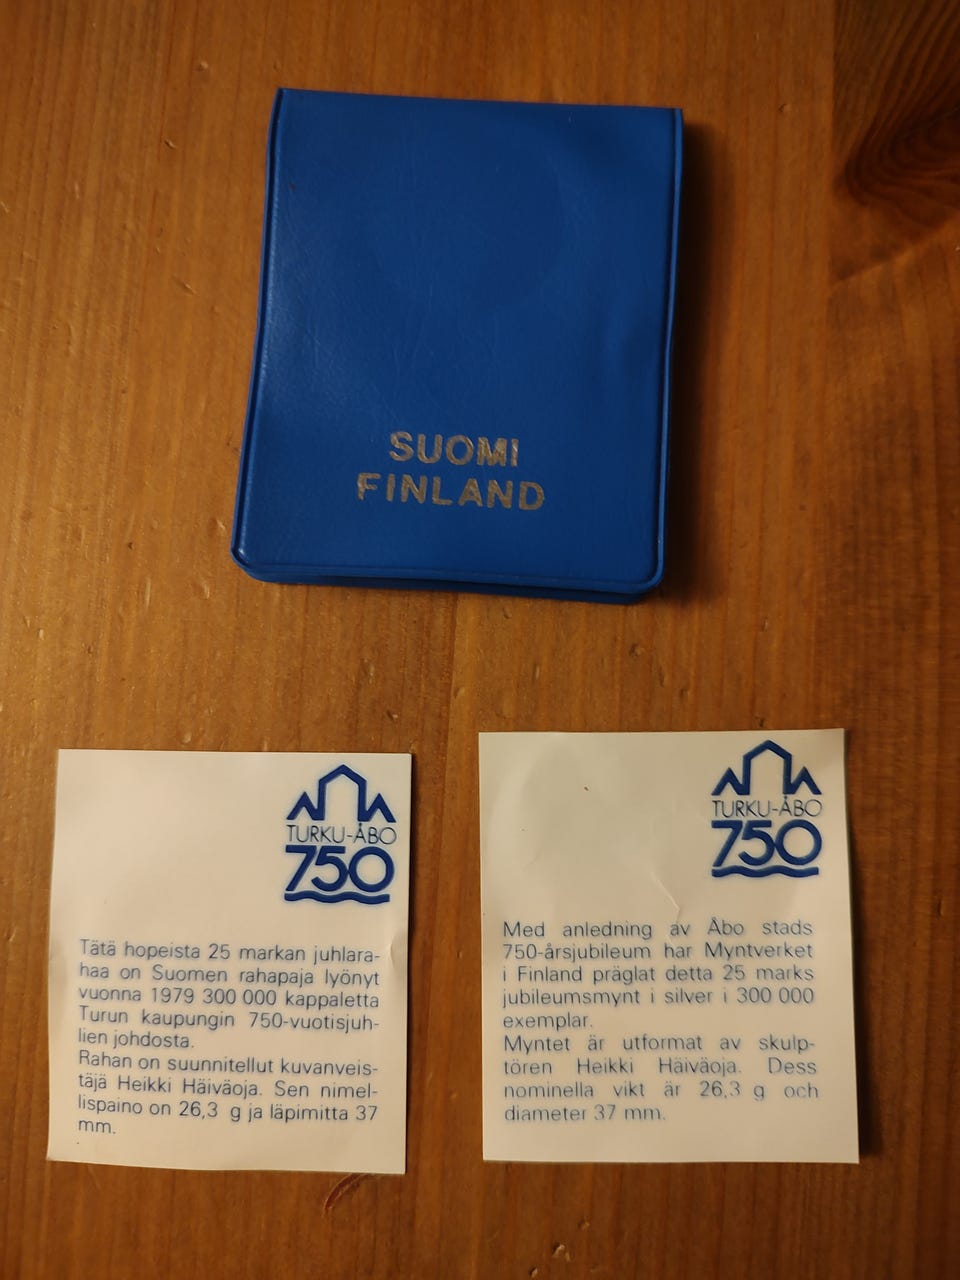 SUOMI
FINLAND
TURKU-ÅBO
750
Tätä hopeista 25 markan juhlara-
haa on Suomen rahapaja lyönyt
vuonna 1979 300 000 kappaletta
Turun kaupungin 750-vuotisjuh-
lien johdosta.
Rahan on suunnitellut kuvanveis-
täjä Heikki Häiväoja. Sen nimel-
lispaino on 26,3 g ja läpimitta 37
mm.
TURKU-ÅBO
750
Med anledning av Åbo stads
750-årsjubileum har Myntverket
i Finland präglat detta 25 marks
jubileumsmynt i silver i 300 000
exemplar.
Myntet är utformat av skulp-
tören Heikki Häiväoja. Dess
nominella vikt är 26,3 g och
diameter 37 mm.